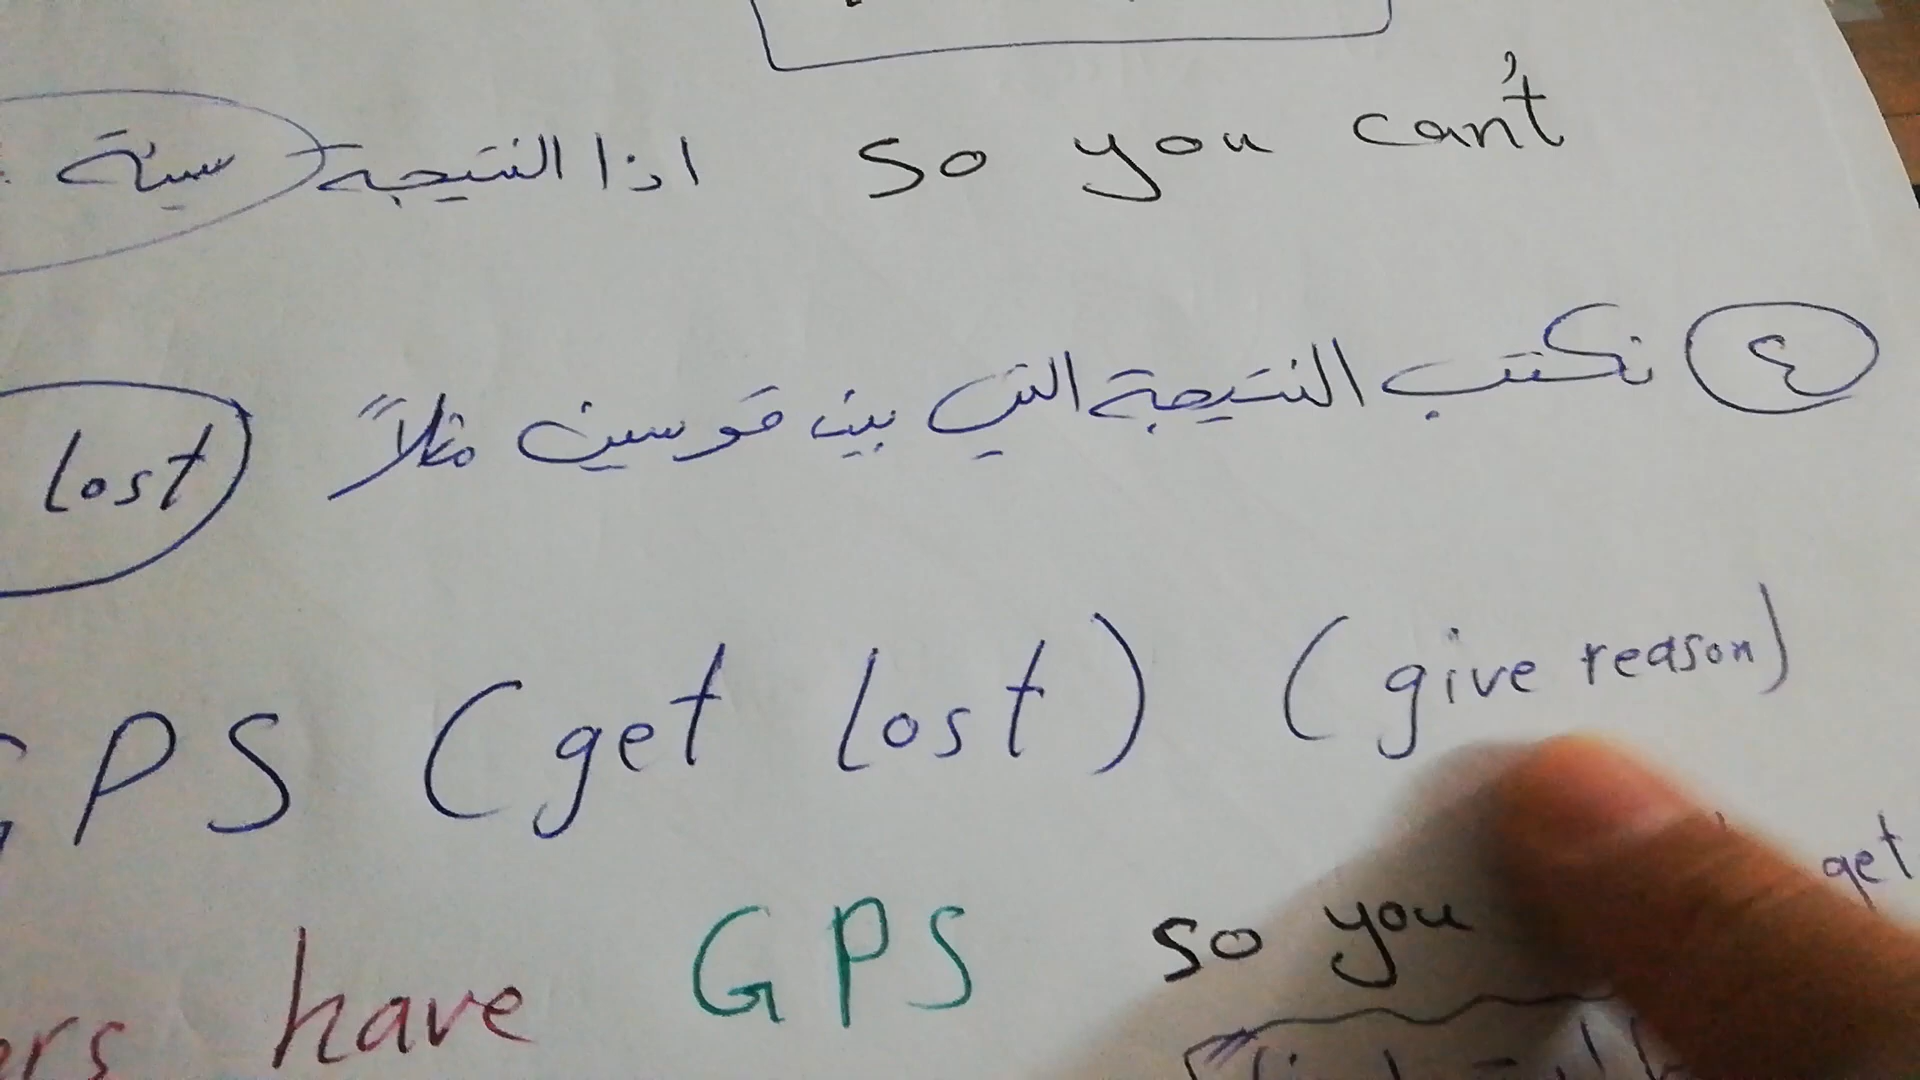 اذا النتيجة سيئة so you can't
٤ نكتب النتيجة التي بين قوسين مثلاً lost
GPS (get lost) (give reason)
get
have GPS so you